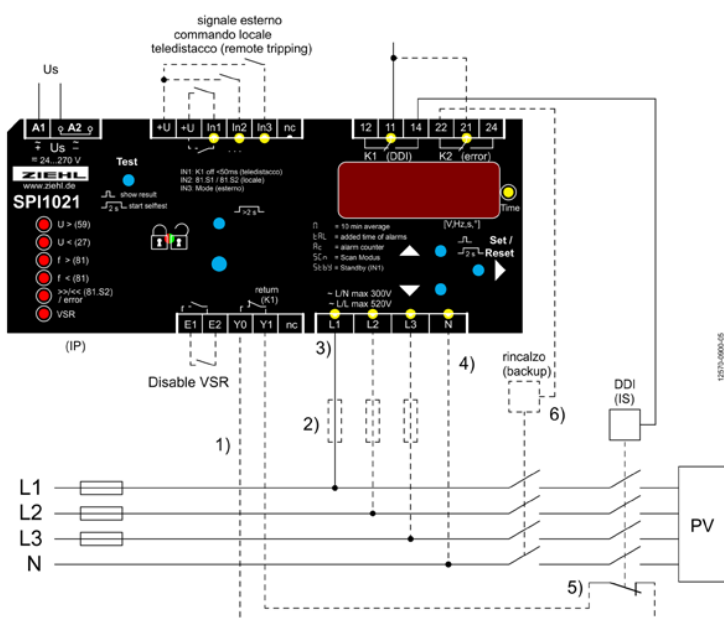 signale esterno
commando locale
teledistacco (remote tripping)
Us
A1 A2
+U +U In1 In2 In3 nc
12 11 14 22 21 24
Us
= 24...270 V
K1 (DDI) K2 (error)
ZIEHL
www.ziehl.de
SPI1021
Test
show result
2 s start selftest
IN1: K1 off <50ms (teledistacco)
IN2: 81.S1 / 81.S2 (locale)
IN3: Mode (esterno)
>2 s
Time
[V,Hz,s,°]
n = 10 min average
EAL = added time of alarms
Ac = alarm counter
SCn = Scan Modus
Stby = Standby (IN1)
2 s
Set /
Reset
U > (59)
U < (27)
f > (81)
f < (81)
>>/<< (81.S2)
/ error
VSR
return
(K1)
~ L/N max 300V
~ L/L max 520V
E1 E2 Y0 Y1 nc
L1 L2 L3 N
(IP)
Disable VSR
3)
4)
rincalzo
(backup)
DDI
(IS)
12570-0900-05
1)
2)
6)
L1
L2
L3
N
PV
5)